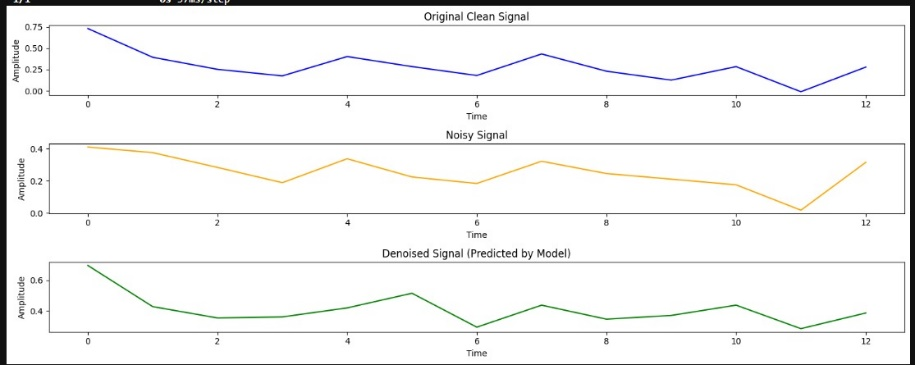 Original Clean Signal
0.75
0.50
0.25
0.00
Amplitude
0 2 4 6 8 10 12
Time
Noisy Signal
0.4
0.2
0.0
Amplitude
0 2 4 6 8 10 12
Time
Denoised Signal (Predicted by Model)
0.6
0.4
Amplitude
0 2 4 6 8 10 12
Time